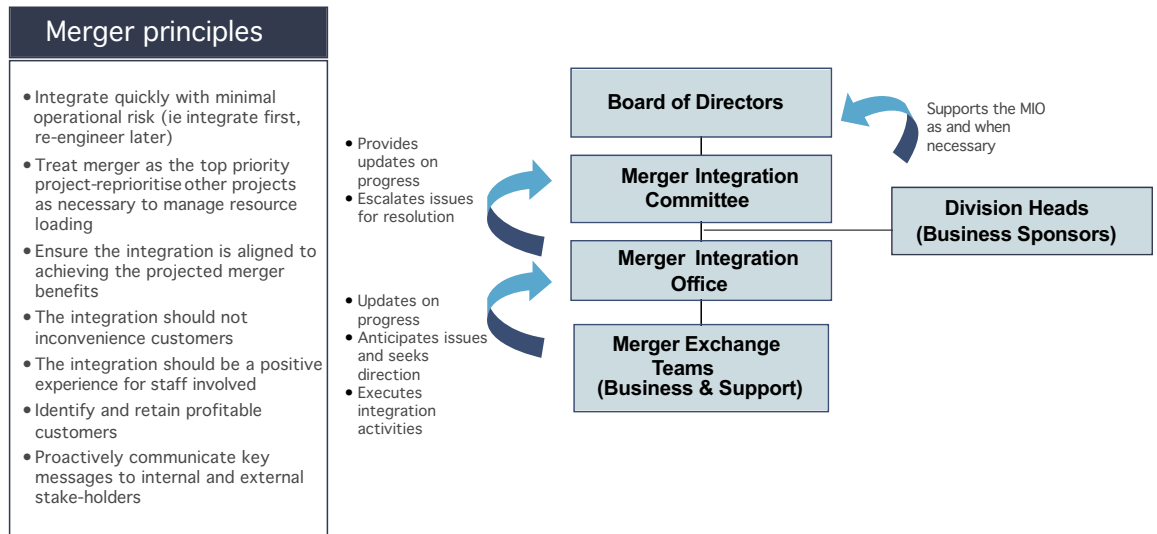 Merger principles
• Integrate quickly with minimal
operational risk (ie integrate first,
re-engineer later)
• Treat merger as the top priority
project-reprioritise other projects
as necessary to manage resource
loading
• Ensure the integration is aligned to
achieving the projected merger
benefits
• The integration should not
inconvenience customers
• The integration should be a positive
experience for staff involved
• Identify and retain profitable
customers
• Proactively communicate key
messages to internal and external
stake-holders
• Provides
updates on
progress
• Escalates issues
for resolution
• Updates on
progress
• Anticipates issues
and seeks
direction
• Executes
integration
activities
Board of Directors
Merger Integration
Committee
Merger Integration
Office
Merger Exchange
Teams
(Business & Support)
Supports the MIO
as and when
necessary
Division Heads
(Business Sponsors)